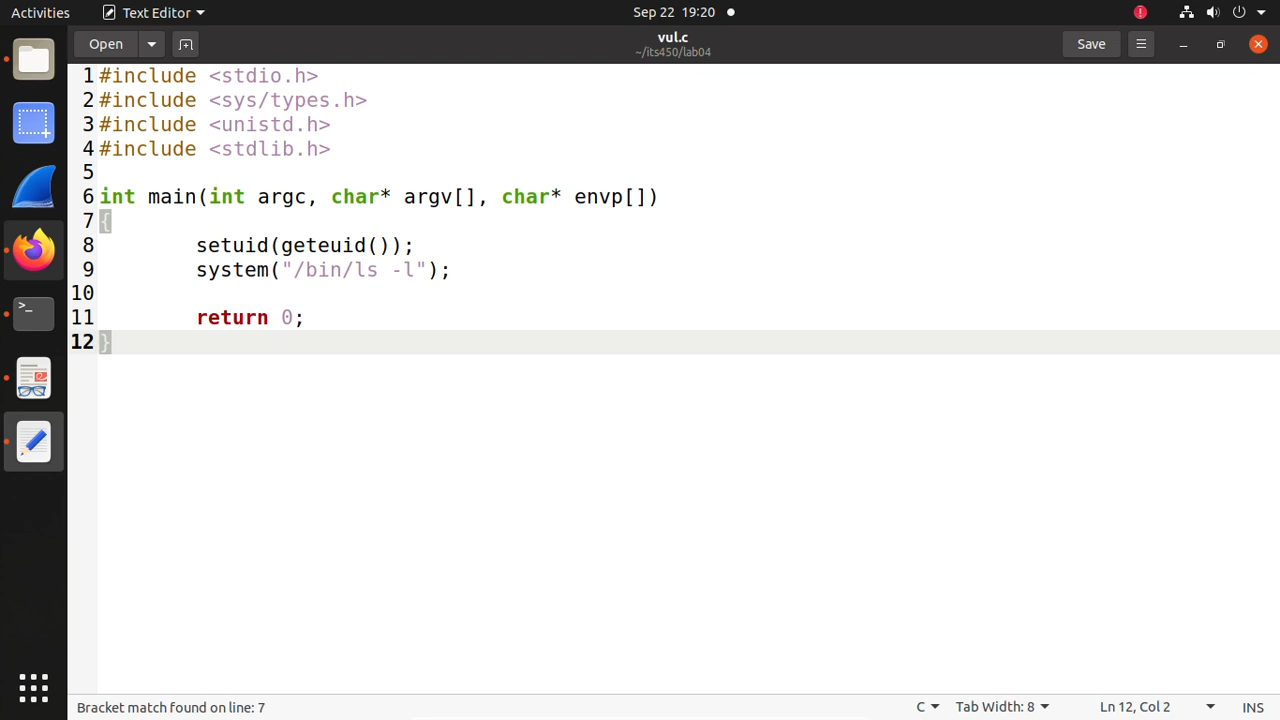 Activities Text Editor Sep 22 19:20
Open vul.c Save
~/its450/lab04
1 #include <stdio.h>
2 #include <sys/types.h>
3 #include <unistd.h>
4 #include <stdlib.h>
5
6 int main(int argc, char* argv[], char* envp[])
7 {
8 setuid(geteuid());
9 system("/bin/ls -l");
10
11 return 0;
12 }
Bracket match found on line: 7 C Tab Width: 8 Ln 12, Col 2 INS